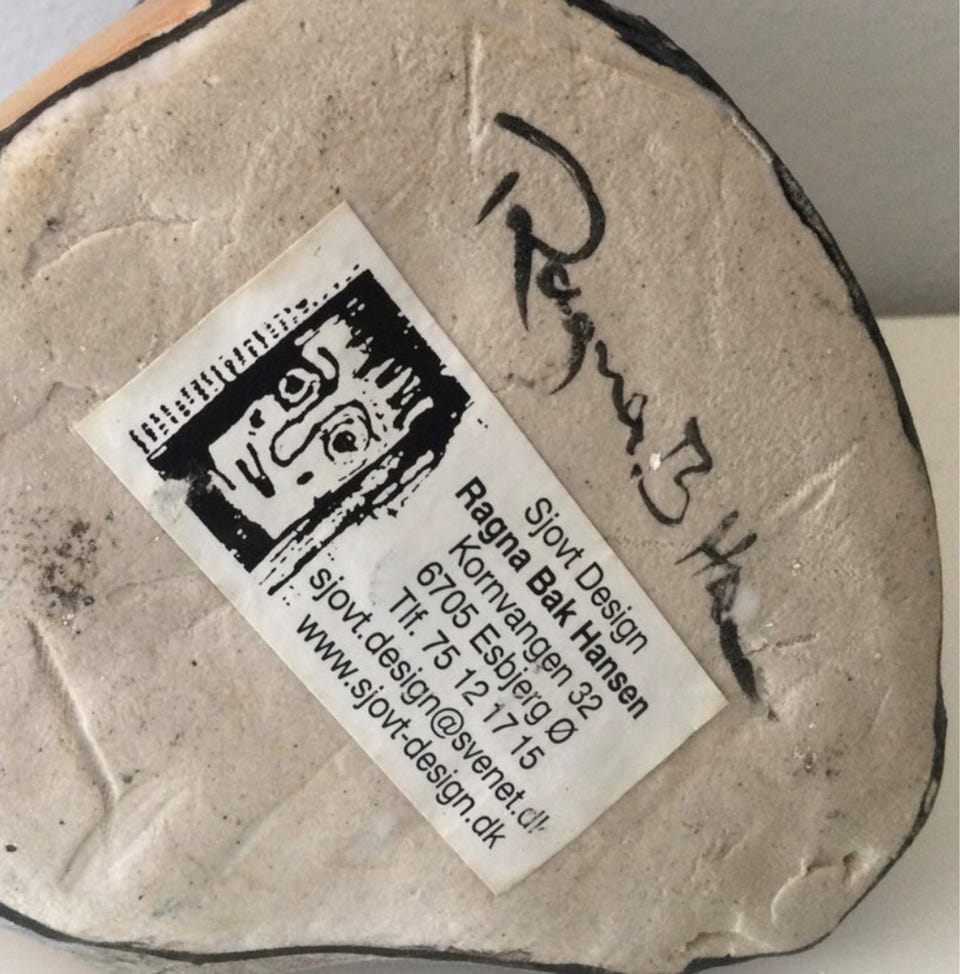 Ragna.B Han
Sjovt Design
Ragna Bak Hansen
Kornvangen 32
6705 Esbjerg Ø
Tlf. 75 12 17 15
sjovt.design@svenet.dk
www.sjovt-design.dk